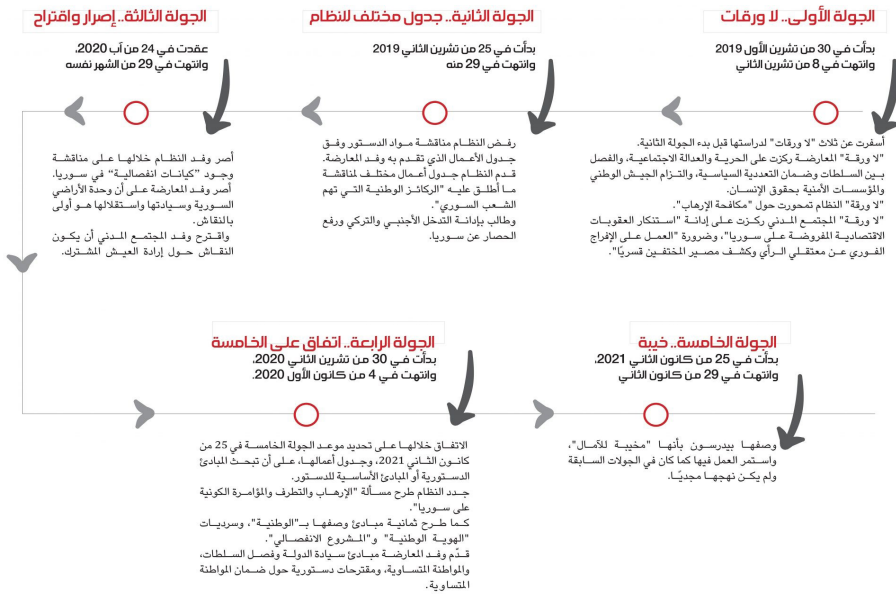 الجولة الأولى.. لا ورقات
بدأت في 30 من تشرين الأول 2019
وانتهت في 8 من تشرين الثاني
أسفرت عن ثلاث "لا ورقات" لدراستها قبل بدء الجولة الثانية.
"لا ورقة" المعارضة ركزت على الحرية والعدالة الاجتماعية، والفصل
بين السلطات وضمان التعددية السياسية، والتزام الجيش الوطني
والمؤسسات الأمنية بحقوق الإنسان.
"لا ورقة" النظام تمحورت حول "مكافحة الإرهاب".
"لا ورقة" المجتمع المدني ركزت على إدانة "استنكار العقوبات
الاقتصادية المفروضة على سوريا"، وضرورة "العمل على الإفراج
الفوري عن معتقلي الرأي وكشف مصير المختفين قسريًا".
الجولة الثانية.. جدول مختلف للنظام
بدأت في 25 من تشرين الثاني 2019
وانتهت في 29 منه
رفض النظام مناقشة مواد الدستور وفق
جدول الأعمال الذي تقدم به وفد المعارضة.
قدم النظام جدول أعمال مختلف لمناقشة
ما أطلق عليه "الركائز الوطنية التي تهم
الشعب السوري".
وطالب بإدانة التدخل الأجنبي والتركي ورفع
الحصار عن سوريا.
الجولة الثالثة.. إصرار واقتراح
عقدت في 24 من آب 2020،
وانتهت في 29 من الشهر نفسه
أصر وفد النظام خلالها على مناقشة
وجود "كيانات انفصالية" في سوريا.
أصر وفد المعارضة على أن وحدة الأراضي
السورية وسيادتها واستقلالها هو أولى
بالنقاش.
واقترح وفد المجتمع المدني أن يكون
النقاش حول إرادة العيش المشترك.
الجولة الرابعة.. اتفاق على الخامسة
بدأت في 30 من تشرين الثاني 2020،
وانتهت في 4 من كانون الأول 2020.
الاتفاق خلالها على تحديد موعد الجولة الخامسة في 25 من
كانون الثاني 2021، وجدول أعمالها، على أن تبحث المبادئ
الدستورية أو المبادئ الأساسية للدستور.
جدد النظام طرح مسألة "الإرهاب والتطرف والمؤامرة الكونية
على سوريا".
كما طرح ثمانية مبادئ وصفها بـ"الوطنية"، وسرديات
"الهوية الوطنية" و"المشروع الانفصالي".
قدّم وفد المعارضة مبادئ سيادة الدولة وفصل السلطات،
والمواطنة المتساوية، ومقترحات دستورية حول ضمان المواطنة
المتساوية.
الجولة الخامسة.. خيبة
بدأت في 25 من كانون الثاني 2021،
وانتهت في 29 من كانون الثاني
وصفها بيدرسون بأنها "مخيبة للآمال"،
واستمر العمل فيها كما كان في الجولات السابقة
ولم يكن نهجها مجديًا.